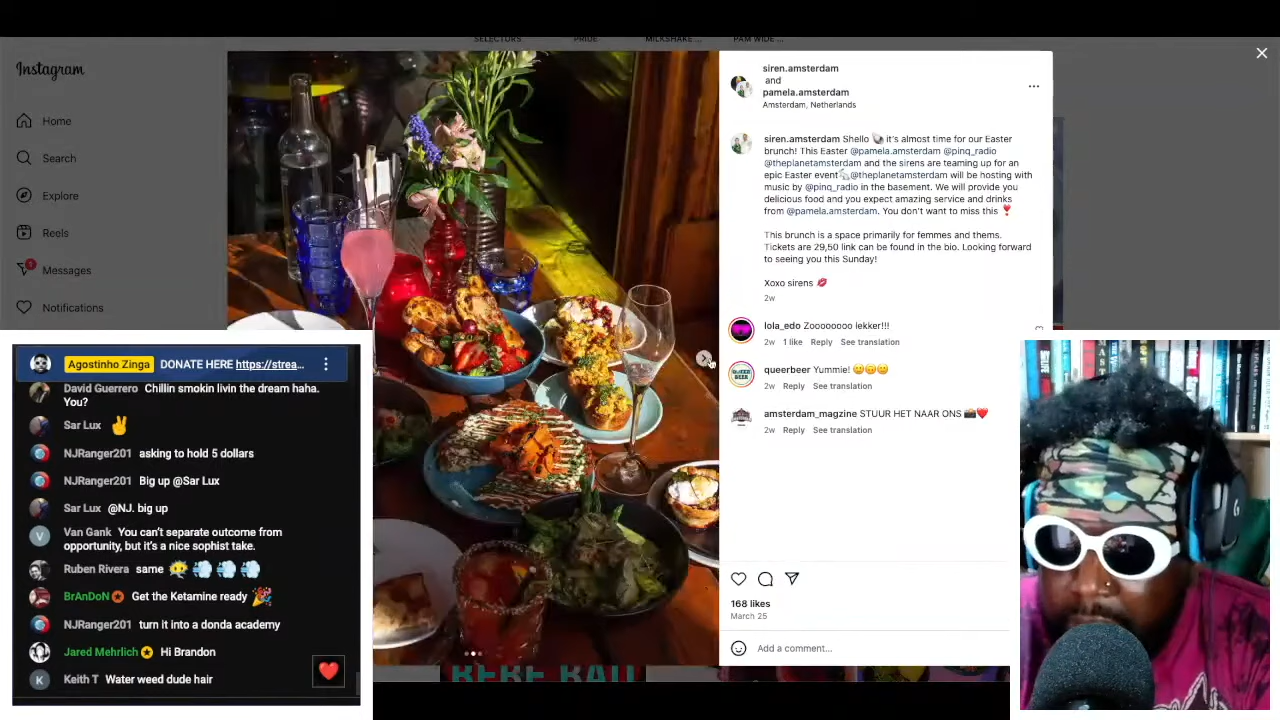 SELECTORS PRIDE MILKSHAKE ... PAM WIDE ...
Instagram
Home
Search
Explore
Reels
1
Messages
Notifications
siren.amsterdam
and
pamela.amsterdam
Amsterdam, Netherlands
siren.amsterdam Shello 🐚 it's almost time for our Easter
brunch! This Easter @pamela.amsterdam @pinq_radio
@theplanetamsterdam and the sirens are teaming up for an
epic Easter event🐇@theplanetamsterdam will be hosting with
music by @pinq_radio in the basement. We will provide you
delicious food and you expect amazing service and drinks
from @pamela.amsterdam. You don't want to miss this ❣️
This brunch is a space primarily for femmes and thems.
Tickets are 29,50 link can be found in the bio. Looking forward
to seeing you this Sunday!
Xoxo sirens 💋
2w
lola_edo Zoooooooo lekker!!!
2w 1 like Reply See translation
queerbeer Yummie! 😀😋😀
2w Reply See translation
amsterdam_magzine STUUR HET NAAR ONS 📸❤️
2w Reply See translation
168 likes
March 25
Add a comment...
Agostinho Zinga DONATE HERE https://strea...
David Guerrero Chillin mokin livin the dream haha.
You?
Sar Lux ✌️
NJRanger201 asking to hold 5 dollars
NJRanger201 Big up @Sar Lux
Sar Lux @NJ. big up
V Van Gank You can't separate outcome from
opportunity, but it's a nice sophist take.
Ruben Rivera same 💨 💨 💨
BrAnDoN Get the Ketamine ready 🎉
NJRanger201 turn it into a donda academy
Jared Mehrlich Hi Brandon
K Keith T Water weed dude hair